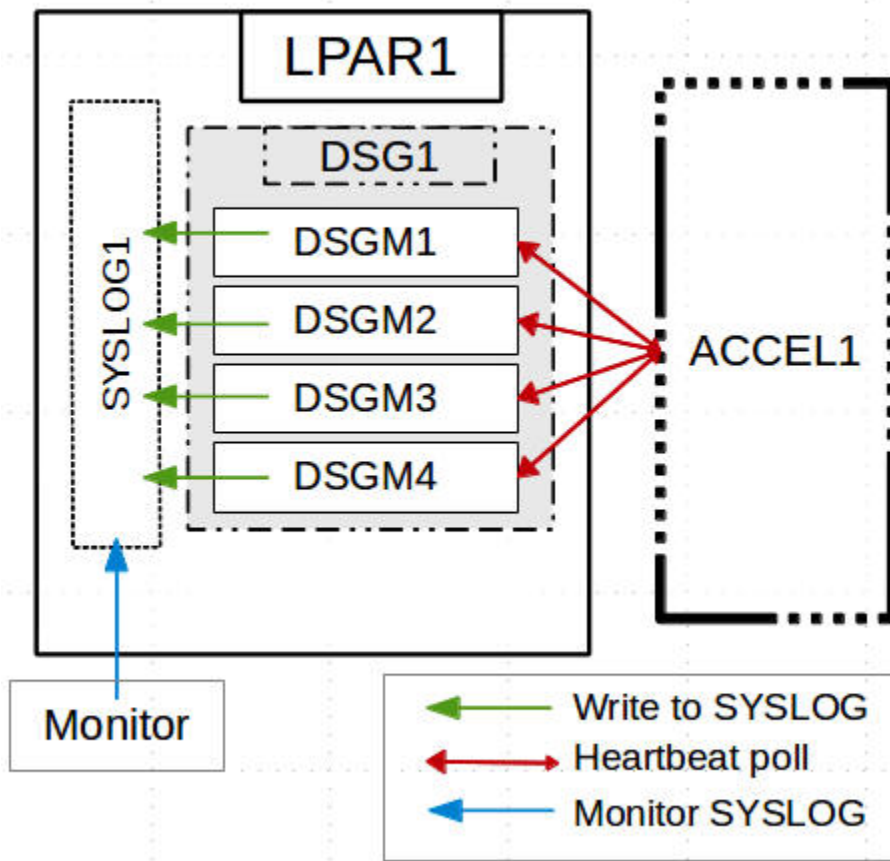 LPAR1
DSG1
SYSLOG1
DSGM1
DSGM2
DSGM3
DSGM4
ACCEL1
Monitor
Write to SYSLOG
Heartbeat poll
Monitor SYSLOG